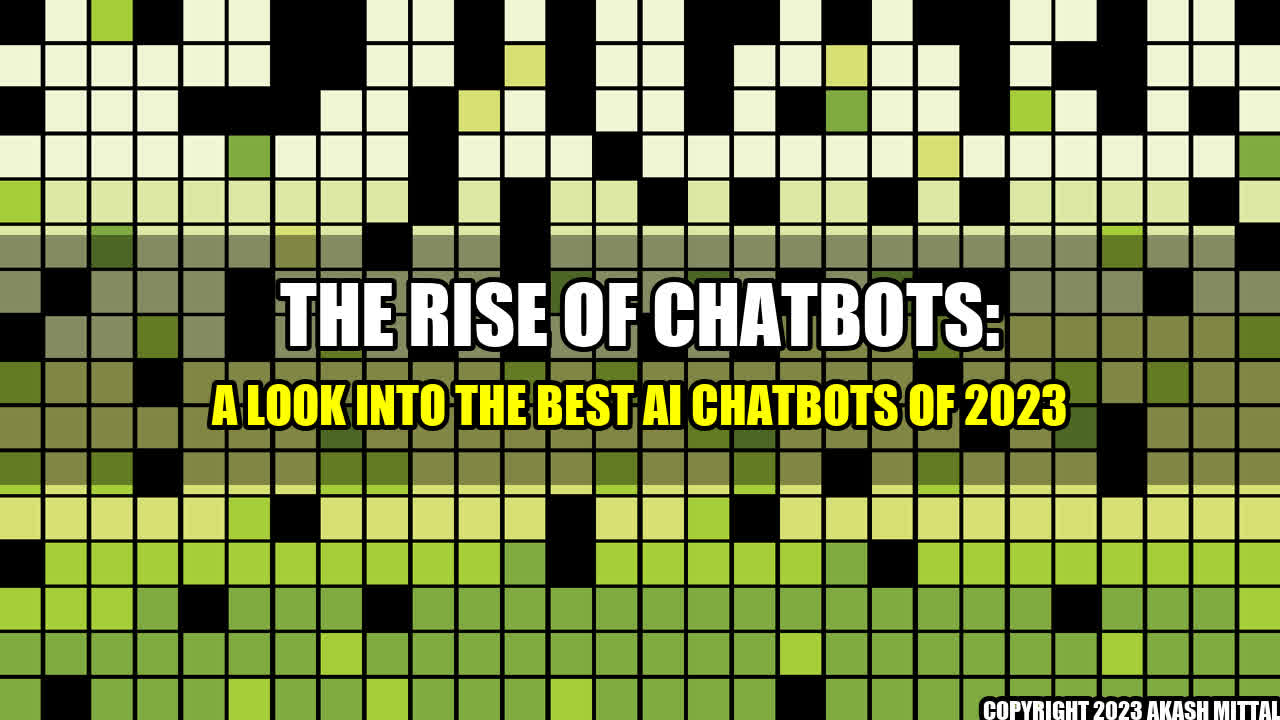 THE RISE OF CHATBOTS:
A LOOK INTO THE BEST AI CHATBOTS OF 2023
COPYRIGHT 2023 AKASH MITTAL